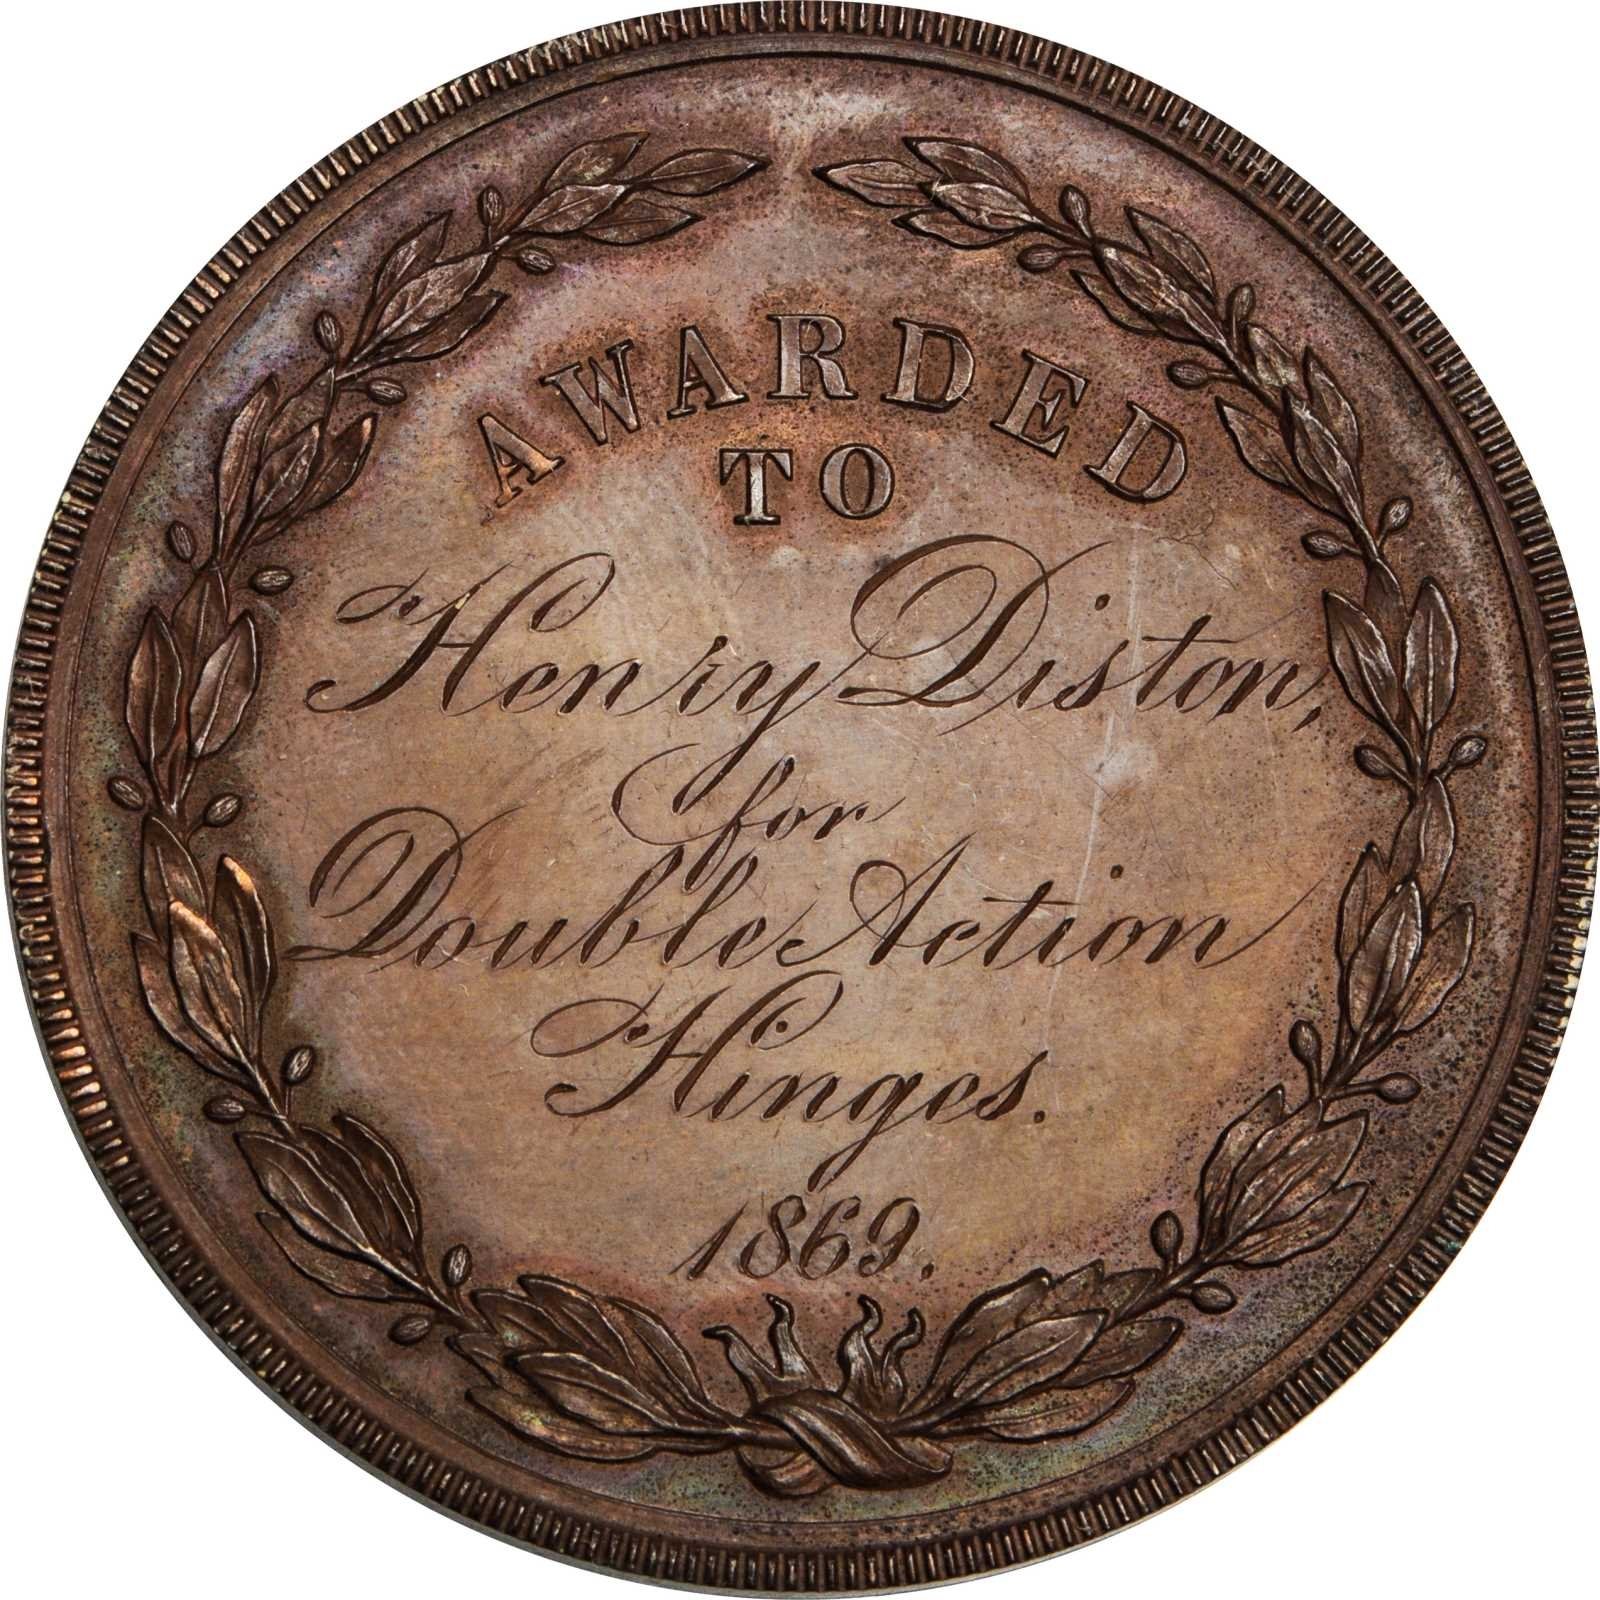 AWARDED
TO
Henry Diston,
for
Double Action
Hinges.
1869.